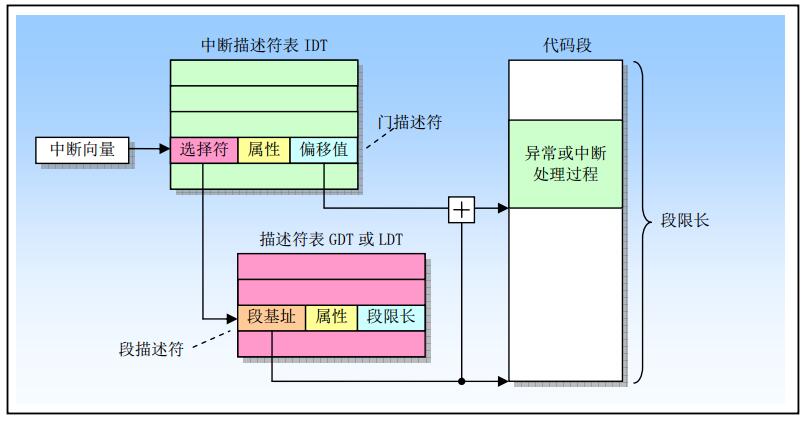 中断描述符表 IDT
代码段
门描述符
中断向量
选择符
属性
偏移值
异常或中断
处理过程
段限长
描述符表 GDT 或 LDT
段基址
属性
段限长
段描述符